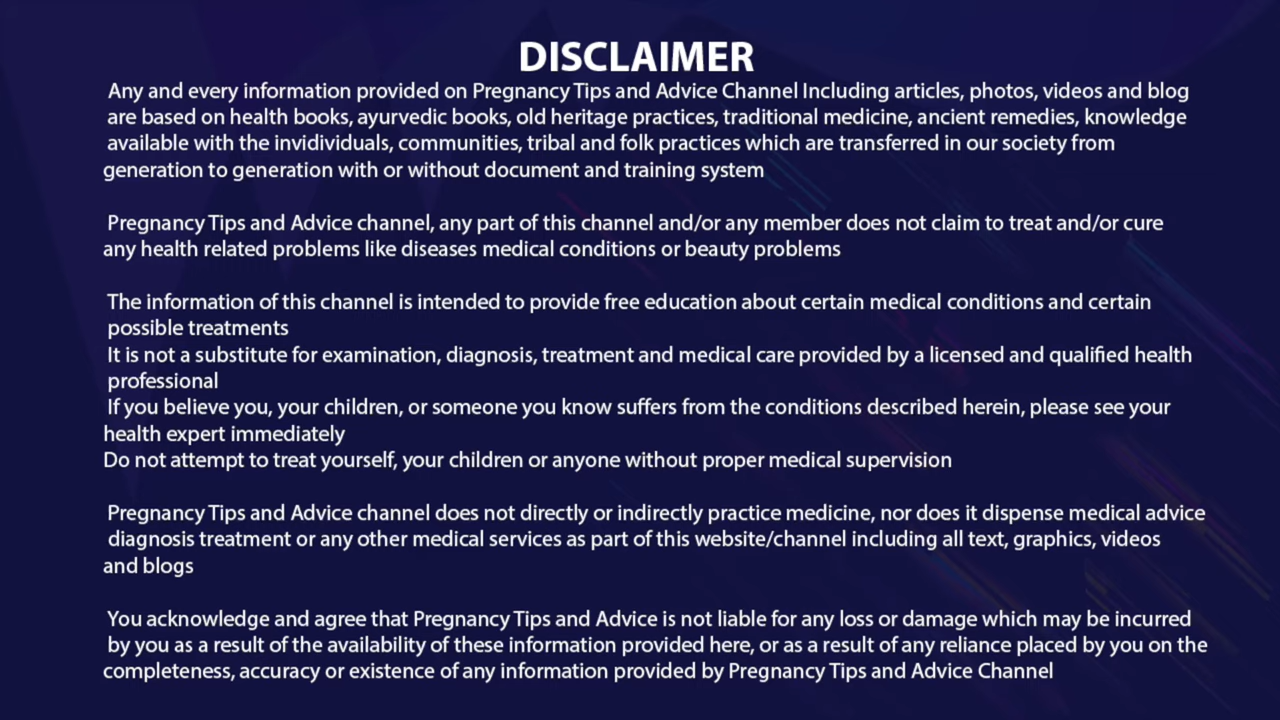 DISCLAIMER
Any and every information provided on Pregnancy Tips and Advice Channel Including articles, photos, videos and blog
are based on health books, ayurvedic books, old heritage practices, traditional medicine, ancient remedies, knowledge
available with the invidividuals, communities, tribal and folk practices which are transferred in our society from
generation to generation with or without document and training system
Pregnancy Tips and Advice channel, any part of this channel and/or any member does not claim to treat and/or cure
any health related problems like diseases medical conditions or beauty problems
The information of this channel is intended to provide free education about certain medical conditions and certain
possible treatments
It is not a substitute for examination, diagnosis, treatment and medical care provided by a licensed and qualified health
professional
If you believe you, your children, or someone you know suffers from the conditions described herein, please see your
health expert immediately
Do not attempt to treat yourself, your children or anyone without proper medical supervision
Pregnancy Tips and Advice channel does not directly or indirectly practice medicine, nor does it dispense medical advice
diagnosis treatment or any other medical services as part of this website/channel including all text, graphics, videos
and blogs
You acknowledge and agree that Pregnancy Tips and Advice is not liable for any loss or damage which may be incurred
by you as a result of the availability of these information provided here, or as a result of any reliance placed by you on the
completeness, accuracy or existence of any information provided by Pregnancy Tips and Advice Channel